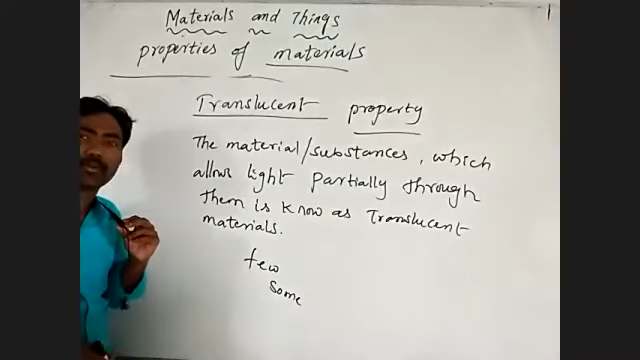 Materials and Things
properties of materials
Translucent property
The material/substances, which
allows light partially through
them is know as Translucent
materials.
few
some